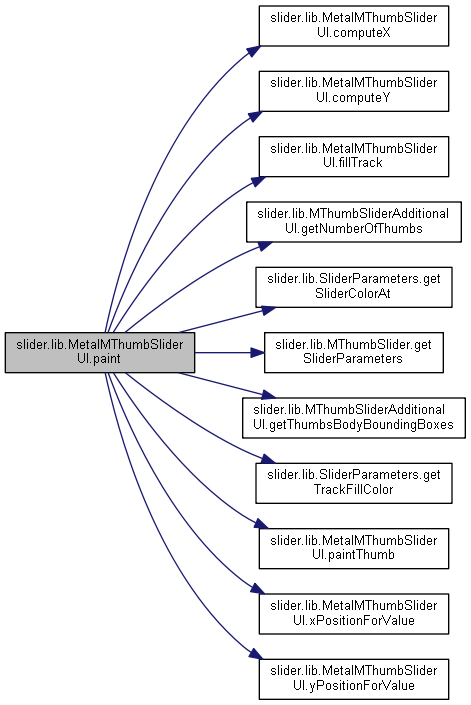 slider.lib.MetalMThumbSlider
UI.computeX
slider.lib.MetalMThumbSlider
UI.computeY
slider.lib.MetalMThumbSlider
UI.fillTrack
slider.lib.MThumbSliderAdditional
UI.getNumberOfThumbs
slider.lib.SliderParameters.get
SliderColorAt
slider.lib.MetalMThumbSlider
UI.paint
slider.lib.MThumbSlider.get
SliderParameters
slider.lib.MThumbSliderAdditional
UI.getThumbsBodyBoundingBoxes
slider.lib.SliderParameters.get
TrackFillColor
slider.lib.MetalMThumbSlider
UI.paintThumb
slider.lib.MetalMThumbSlider
UI.xPositionForValue
slider.lib.MetalMThumbSlider
UI.yPositionForValue